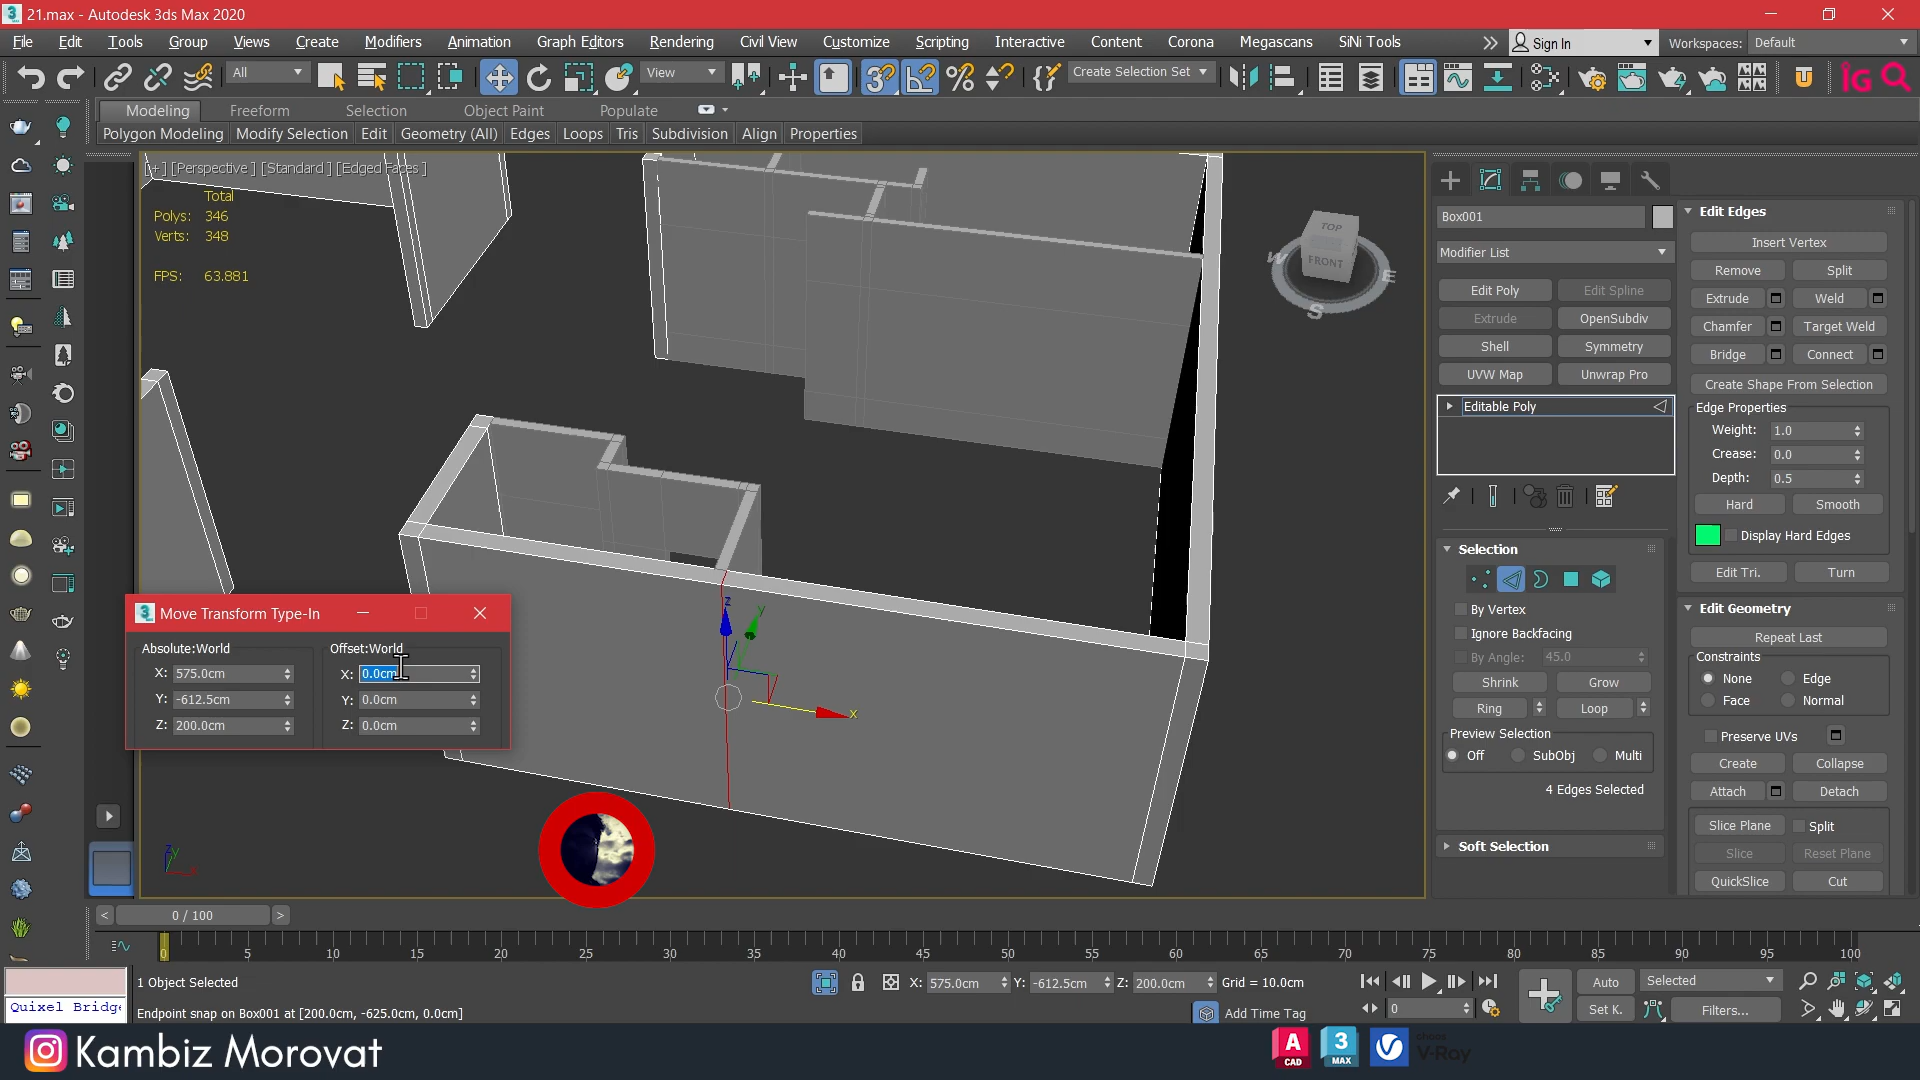 21.max - Autodesk 3ds Max 2020
File Edit Tools Group Views Create Modifiers Animation Graph Editors Rendering Civil View Customize Scripting Interactive Content Corona Megascans SiNi Tools Sign In Workspaces: Default
All View Create Selection Set
Modeling Freeform Selection Object Paint Populate
Polygon Modeling Modify Selection Edit Geometry (All) Edges Loops Tris Subdivision Align Properties
[+] [Perspective ] [Standard ] [Edged Faces ]
Total
Polys: 346
Verts: 348
FPS: 63.881
TOP
FRONT
W E S
Box001
Modifier List
Edit Poly Edit Spline
Extrude OpenSubdiv
Shell Symmetry
UVW Map Unwrap Pro
Editable Poly
Selection
By Vertex
Ignore Backfacing
By Angle: 45.0
Shrink Grow
Ring Loop
Preview Selection
Off SubObj Multi
4 Edges Selected
Soft Selection
Edit Edges
Insert Vertex
Remove Split
Extrude Weld
Chamfer Target Weld
Bridge Connect
Create Shape From Selection
Edge Properties
Weight: 1.0
Crease: 0.0
Depth: 0.5
Hard Smooth
Display Hard Edges
Edit Tri. Turn
Edit Geometry
Repeat Last
Constraints
None Edge
Face Normal
Preserve UVs
Create Collapse
Attach Detach
Slice Plane Split
Slice Reset Plane
QuickSlice Cut
Move Transform Type-In
Absolute:World Offset:World
X: 575.0cm X: 0.0cm
Y: -612.5cm Y: 0.0cm
Z: 200.0cm Z: 0.0cm
z y x
z y
0 / 100
0 5 10 15 20 25 30 35 40 45 50 55 60 65 70 75 80 85 90 95 100
1 Object Selected X: 575.0cm Y: -612.5cm Z: 200.0cm Grid = 10.0cm Auto Selected
Quixel Bridge Endpoint snap on Box001 at [200.0cm, -625.0cm, 0.0cm] Add Time Tag 0 Set K. Filters...
Kambiz Morovat
A CAD 3 MAX chaos V-Ray